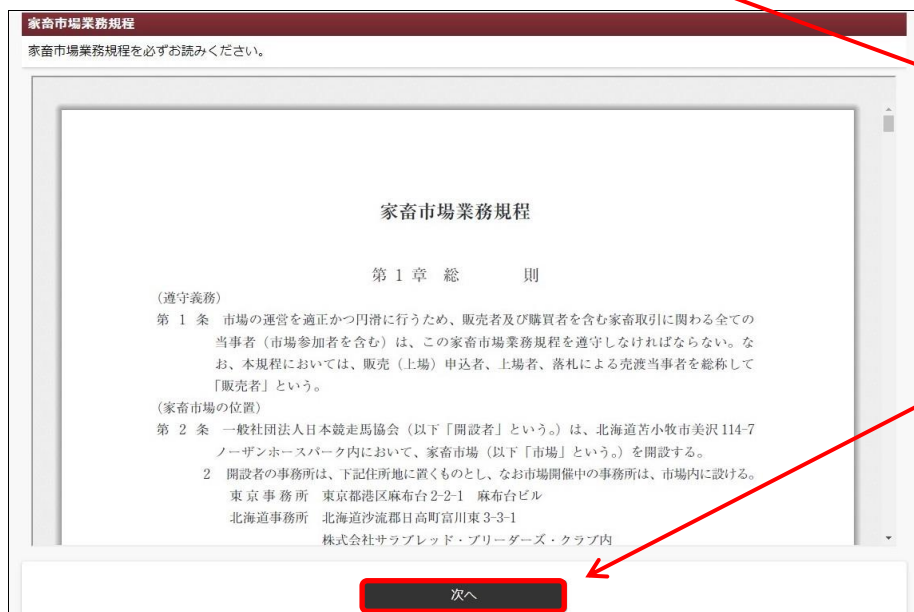 家畜市場業務規程
家畜市場業務規程を必ずお読みください。
家畜市場業務規程
第 1 章 総 則
（遵守義務）
第 1 条 市場の運営を適正かつ円滑に行うため、販売者及び購買者を含む家畜取引に関わる全ての
当事者（市場参加者を含む）は、この家畜市場業務規程を遵守しなければならない。な
お、本規程においては、販売（上場）申込者、上場者、落札による売渡当事者を総称して
「販売者」という。
（家畜市場の位置）
第 2 条 一般社団法人日本競走馬協会（以下「開設者」という。）は、北海道苫小牧市美沢 114-7
ノーザンホースパーク内において、家畜市場（以下「市場」という。）を開設する。
2 開設者の事務所は、下記住所地に置くものとし、なお市場開催中の事務所は、市場内に設ける。
東 京 事 務 所 東京都港区麻布台 2-2-1 麻布台ビル
北海道事務所 北海道沙流郡日高町富川東 3-3-1
株式会社サラブレッド・ブリーダーズ・クラブ内
次へ